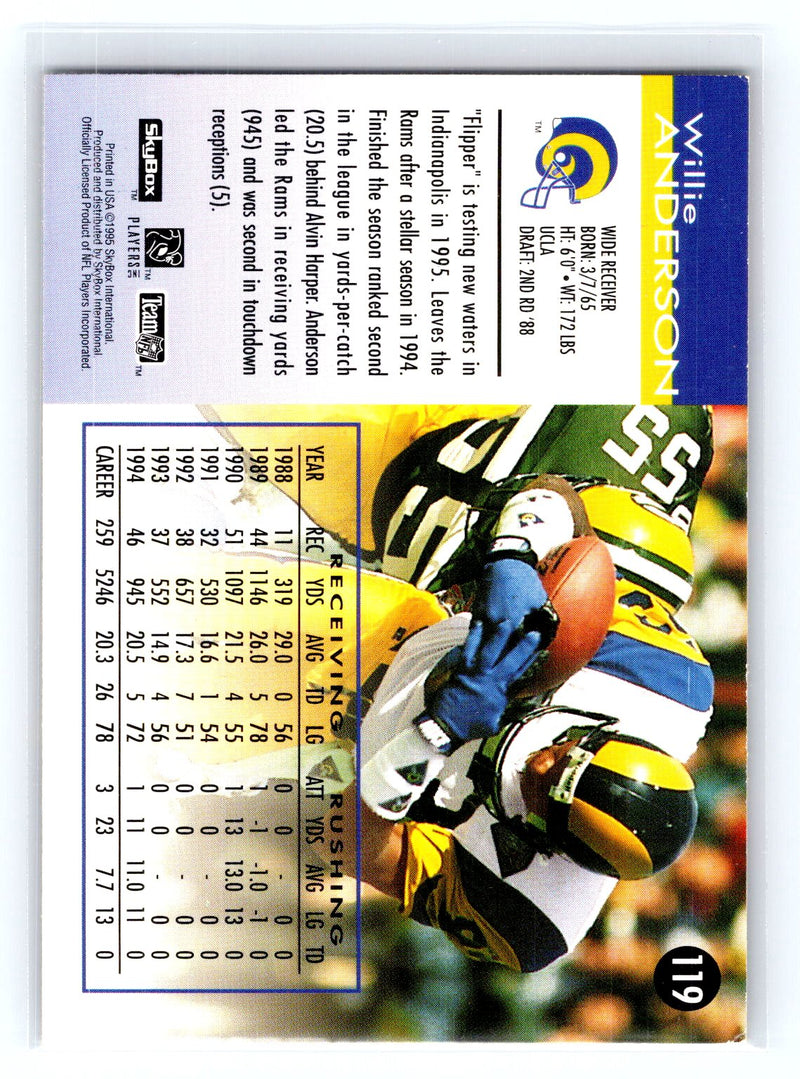 Willie
ANDERSON
WIDE RECEIVER
BORN: 3/7/65
HT: 6'0" • WT: 172 LBS
UCLA
DRAFT: 2ND RD '88
TM
"Flipper" is testing new waters in
Indianapolis in 1995. Leaves the
Rams after a stellar season in 1994.
Finished the season ranked second
in the league in yards-per-catch
(20.5) behind Alvin Harper. Anderson
led the Rams in receiving yards
(945) and was second in touchdown
receptions (5).
SkyBox TM
PLAYERS INC TM
Team NFL TM
Printed in USA ©1995 SkyBox International.
Produced and distributed by SkyBox International.
Officially Licensed Product of NFL Players Incorporated.
119
55
RECEIVING RUSHING
YEAR REC YDS AVG TD LG ATT YDS AVG LG TD
1988 11 319 29.0 0 56 0 0 - 0 0
1989 44 1146 26.0 5 78 1 -1 -1.0 -1 0
1990 51 1097 21.5 4 55 1 13 13.0 13 0
1991 32 530 16.6 1 54 0 0 - 0 0
1992 38 657 17.3 7 51 0 0 - 0 0
1993 37 552 14.9 4 56 0 0 - 0 0
1994 46 945 20.5 5 72 1 11 11.0 11 0
CAREER 259 5246 20.3 26 78 3 23 7.7 13 0